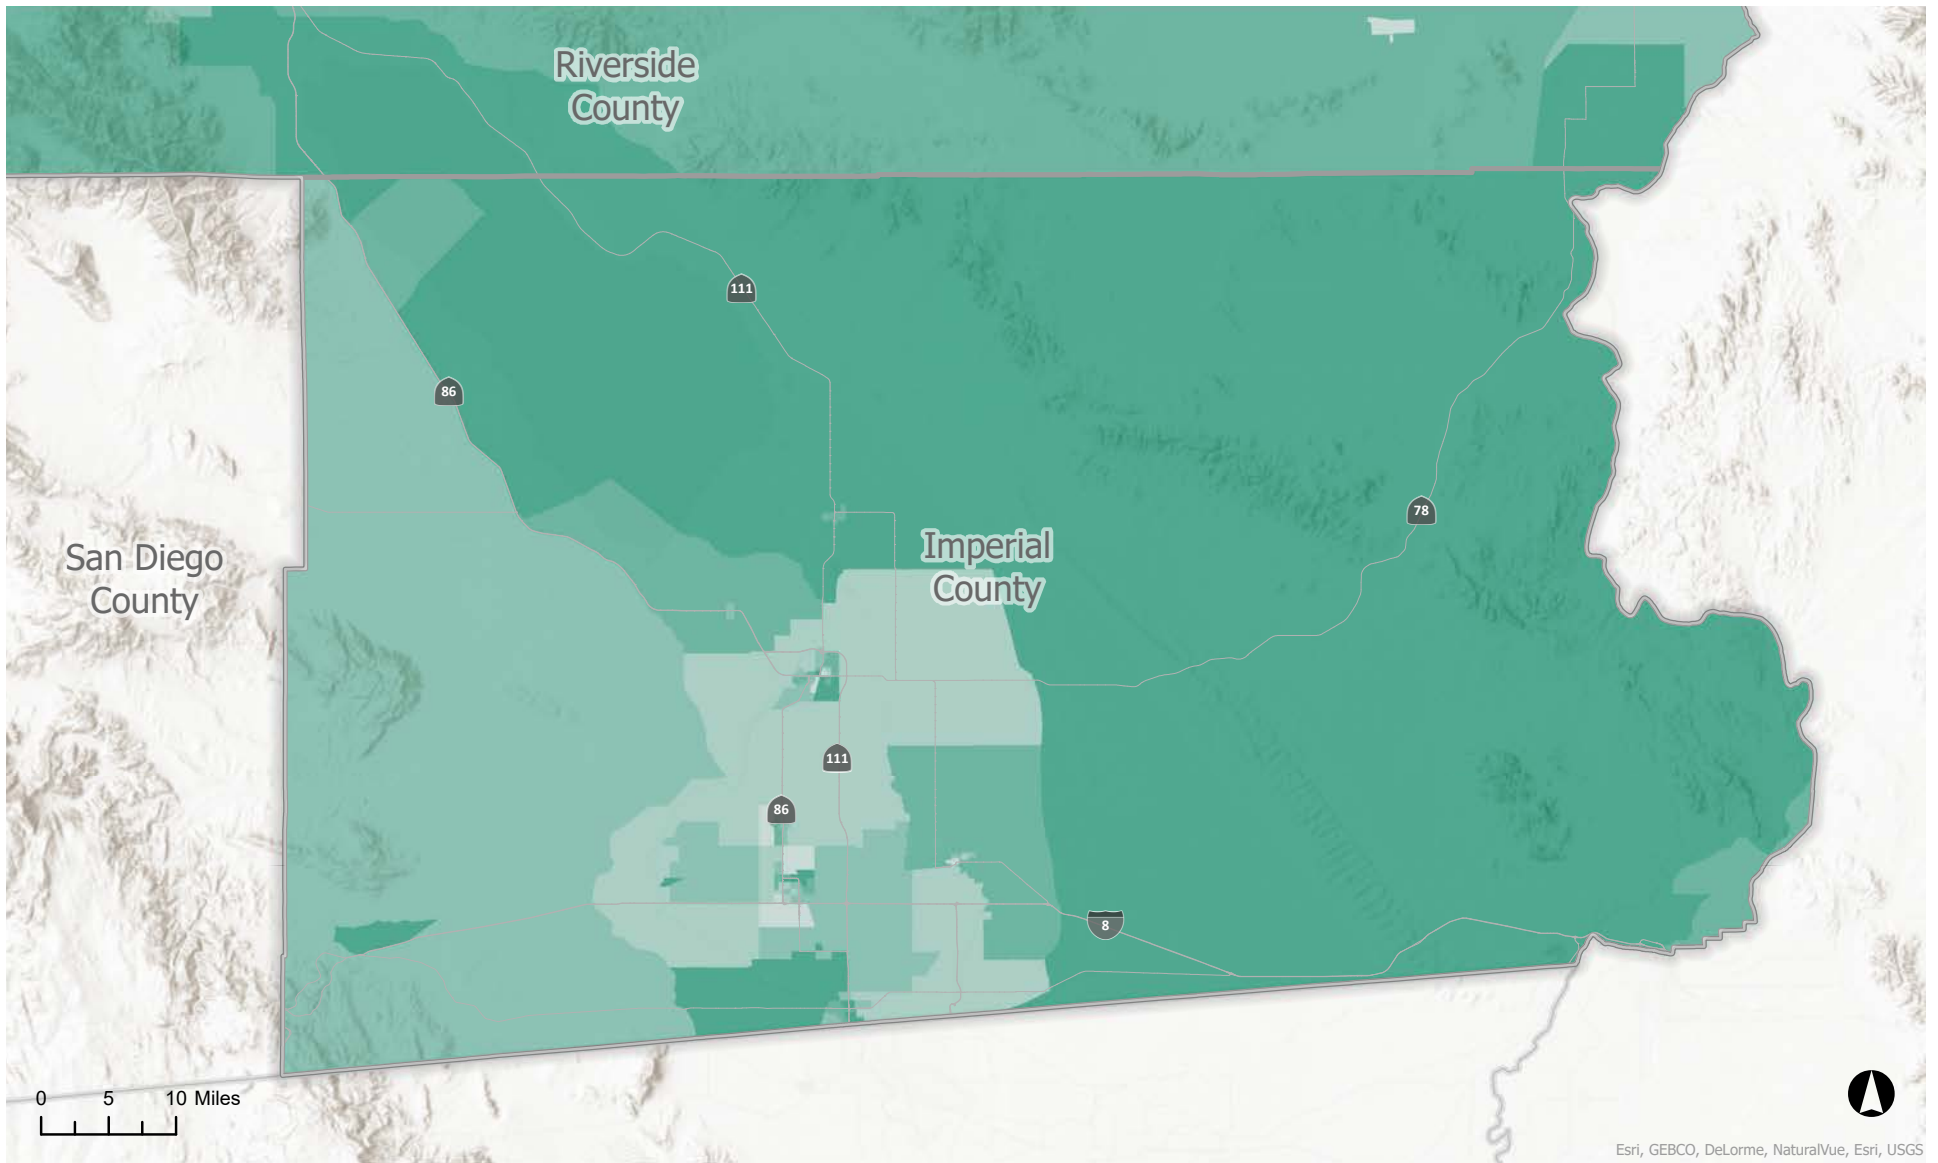 Riverside
County
111
86
78
Imperial
County
San Diego
County
111
86
8
0 5 10 Miles
Esri, GEBCO, DeLorme, NaturalVue, Esri, USGS